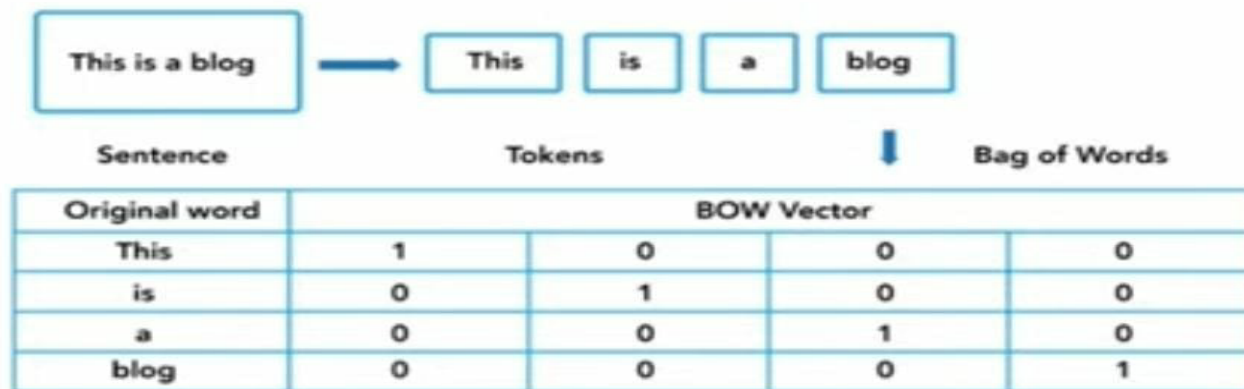 This is a blog This is a blog
Sentence Tokens Bag of Words
Original word BOW Vector
This 1 0 0 0
is 0 1 0 0
a 0 0 1 0
blog 0 0 0 1